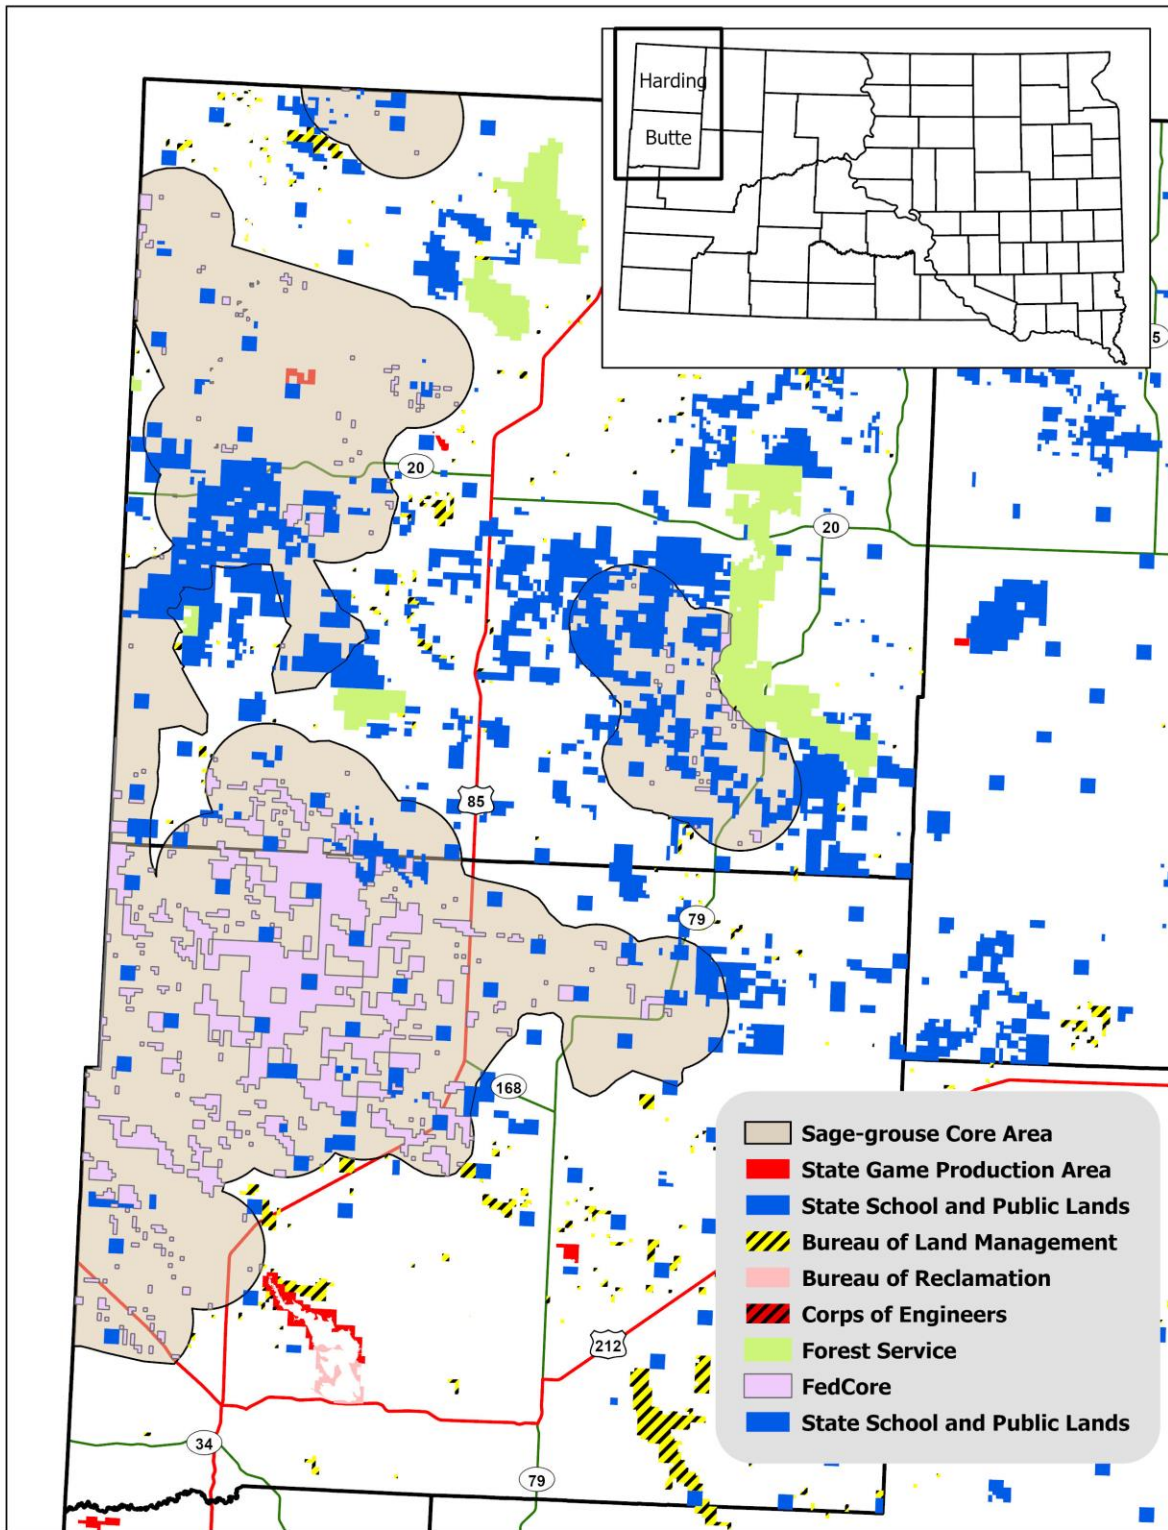 Harding
Butte
5
20
20
85
79
168
212
34
79
Sage-grouse Core Area
State Game Production Area
State School and Public Lands
Bureau of Land Management
Bureau of Reclamation
Corps of Engineers
Forest Service
FedCore
State School and Public Lands